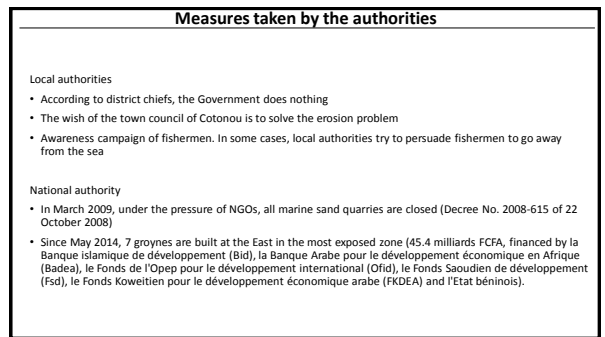 Measures taken by the authorities
Local authorities
• According to district chiefs, the Government does nothing
• The wish of the town council of Cotonou is to solve the erosion problem
• Awareness campaign of fishermen. In some cases, local authorities try to persuade fishermen to go away
from the sea
National authority
• In March 2009, under the pressure of NGOs, all marine sand quarries are closed (Decree No. 2008-615 of 22
October 2008)
• Since May 2014, 7 groynes are built at the East in the most exposed zone (45.4 milliards FCFA, financed by la
Banque islamique de développement (Bid), la Banque Arabe pour le développement économique en Afrique
(Badea), le Fonds de l'Opep pour le développement international (Ofid), le Fonds Saoudien de développement
(Fsd), le Fonds Koweitien pour le développement économique arabe (FKDEA) and l'Etat béninois).